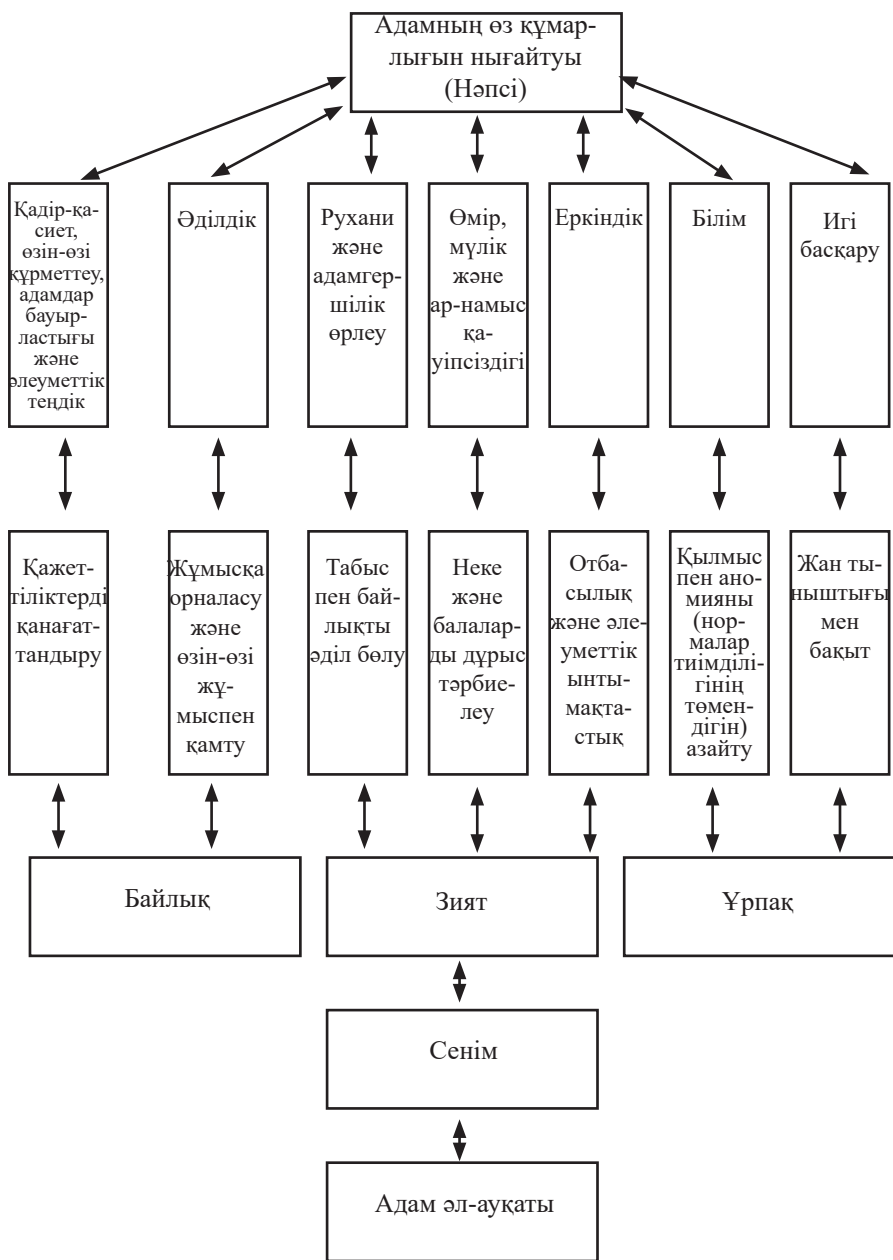 Адамның өз құмар-
лығын нығайтуы
(Нәпсі)
Қадір-қа-
сиет,
өзін-өзі
құрметтеу,
адамдар
бауыр-
ластығы
және
әлеуметтік
теңдік
Әділдік
Рухани
және
адамгер-
шілік
өрлеу
Өмір,
мүлік
және
ар-намыс
қа-
уіпсіздігі
Еркіндік
Білім
Игі
басқару
Қажет-
тіліктерді
қанағат-
тандыру
Жұмысқа
орналасу
және
өзін-өзі
жұ-
мыспен
қамту
Табыс
пен бай-
лықты
әділ бөлу
Неке
және
балалар-
ды дұрыс
тәрбие-
леу
Отба-
сылық
және әле-
уметтік
ынты-
мақта-
стық
Қылмыс
пен ано-
мияны
(нор-
малар
тиімділі-
гінің
төмен-
дігін)
азайту
Жан ты-
ныштығы
мен
бақыт
Байлық
Зият
Ұрпақ
Сенім
Адам әл-ауқаты